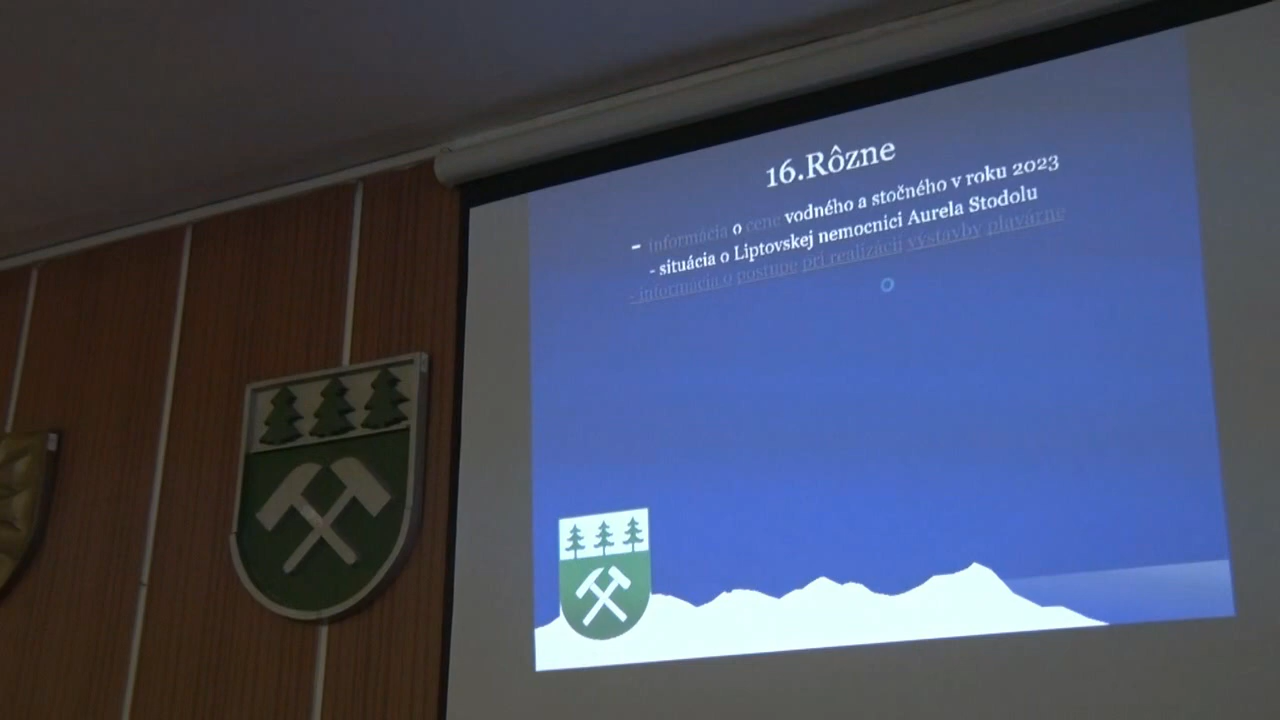 16.Rôzne
- informácia o cene vodného a stočného v roku 2023
- situácia o Liptovskej nemocnici Aurela Stodolu
- informácia o postupe pri realizácii výstavby plavárne